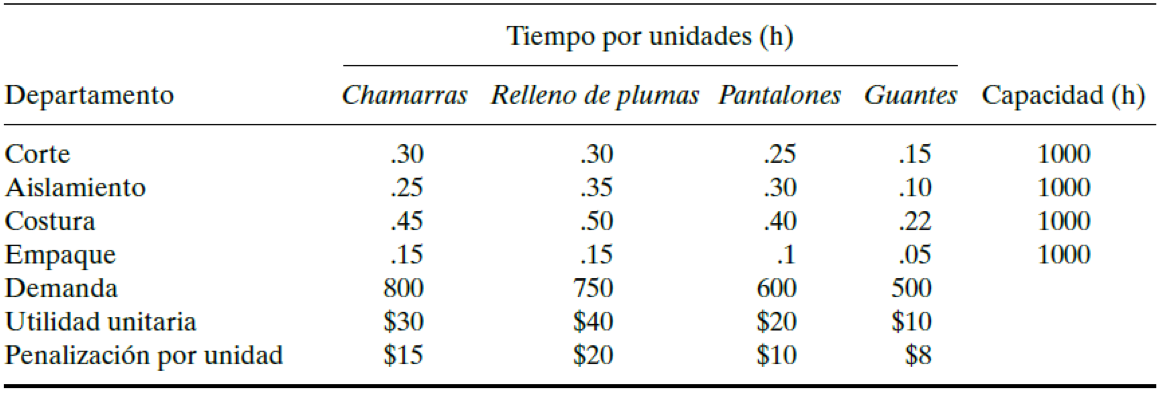 Tiempo por unidades (h)
Departamento Chamarras Relleno de plumas Pantalones Guantes Capacidad (h)
Corte .30 .30 .25 .15 1000
Aislamiento .25 .35 .30 .10 1000
Costura .45 .50 .40 .22 1000
Empaque .15 .15 .1 .05 1000
Demanda 800 750 600 500
Utilidad unitaria $30 $40 $20 $10
Penalización por unidad $15 $20 $10 $8